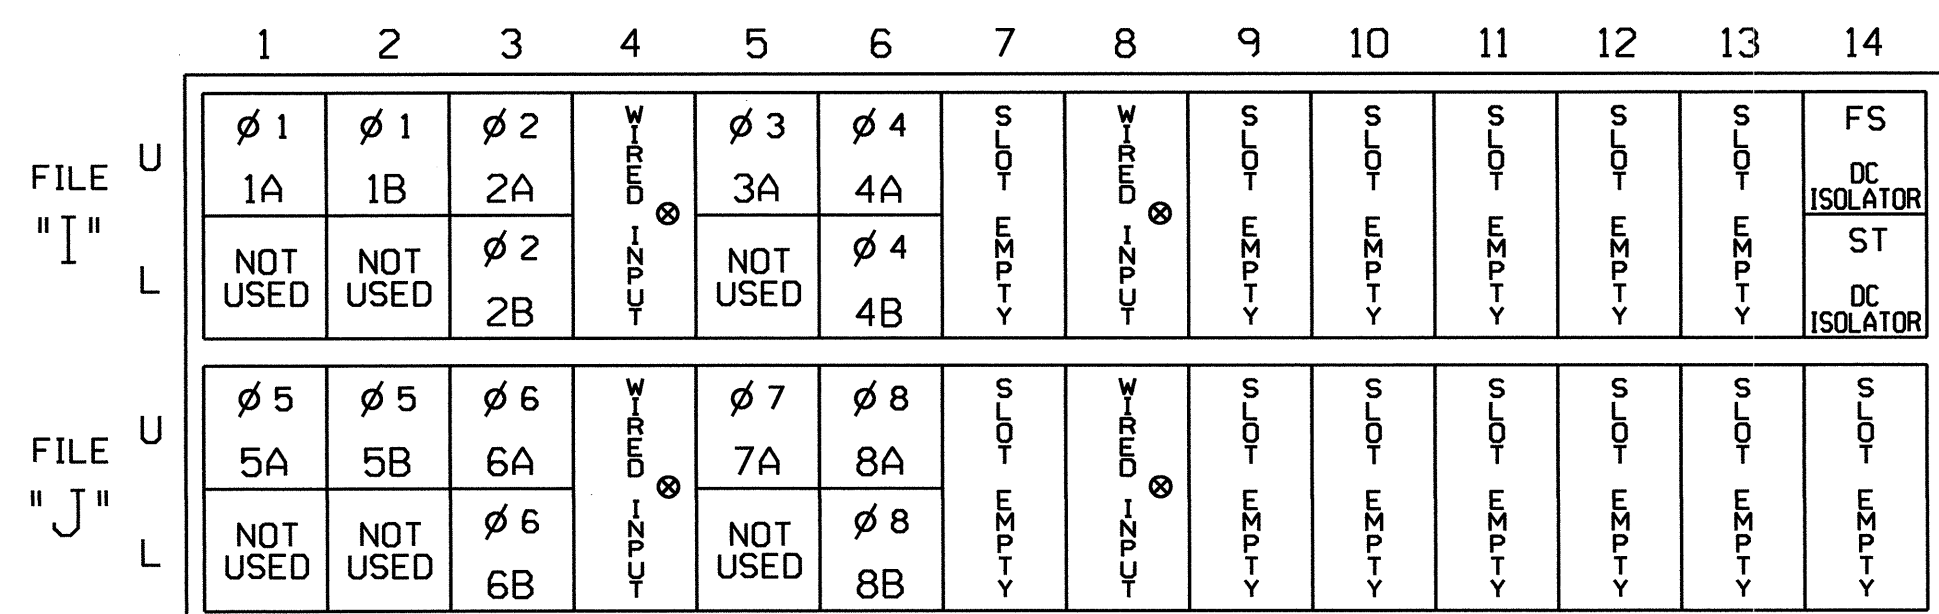 1 2 3 4 5 6 7 8 9 10 11 12 13 14
FILE "I"
U
L
ø 1 1A
ø 1 1B
ø 2 2A
WIRED INPUT ⊗
ø 3 3A
ø 4 4A
SLOT EMPTY
WIRED INPUT ⊗
SLOT EMPTY
SLOT EMPTY
SLOT EMPTY
SLOT EMPTY
SLOT EMPTY
FS DC ISOLATOR
NOT USED
NOT USED
ø 2 2B
NOT USED
ø 4 4B
ST DC ISOLATOR
FILE "J"
U
L
ø 5 5A
ø 5 5B
ø 6 6A
WIRED INPUT ⊗
ø 7 7A
ø 8 8A
SLOT EMPTY
WIRED INPUT ⊗
SLOT EMPTY
SLOT EMPTY
SLOT EMPTY
SLOT EMPTY
SLOT EMPTY
SLOT EMPTY
NOT USED
NOT USED
ø 6 6B
NOT USED
ø 8 8B